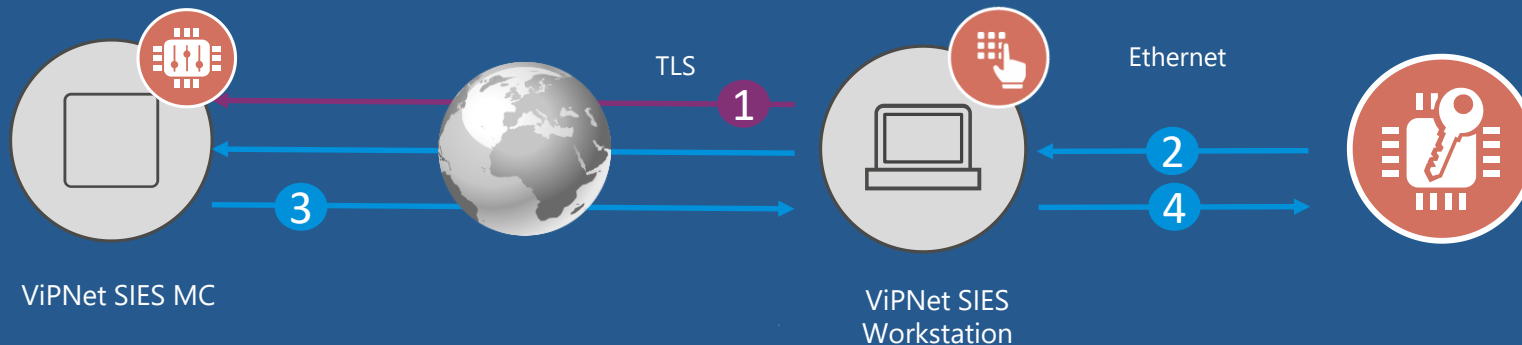 TLS
Ethernet
1
2
3
4
ViPNet SIES MC
ViPNet SIES
Workstation